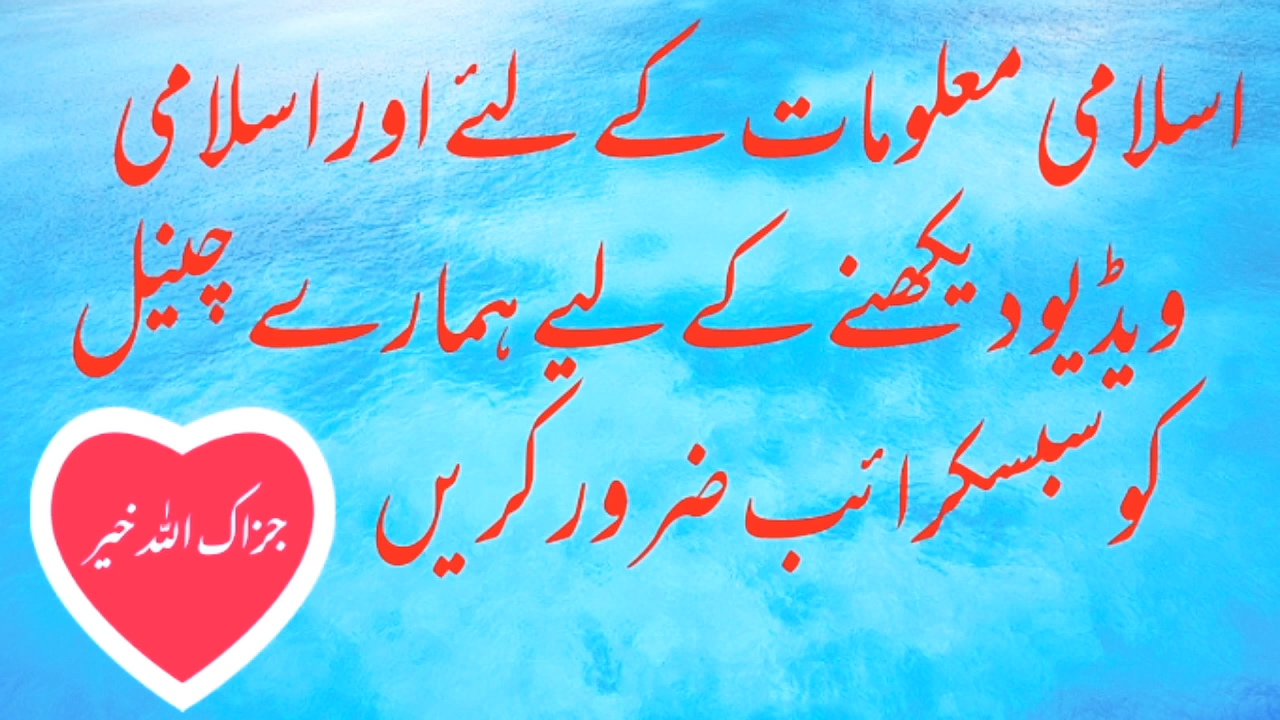 اسلامی معلومات کے لئے اور اسلامی
ویڈیو دیکھنے کے لیے ہمارے چینل
کو سبسکرائب ضرور کریں
جزاک اللہ خیر